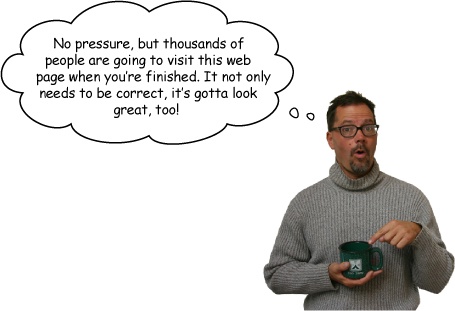 No pressure, but thousands of
people are going to visit this web
page when you're finished. It not only
needs to be correct, it's gotta look
great, too!